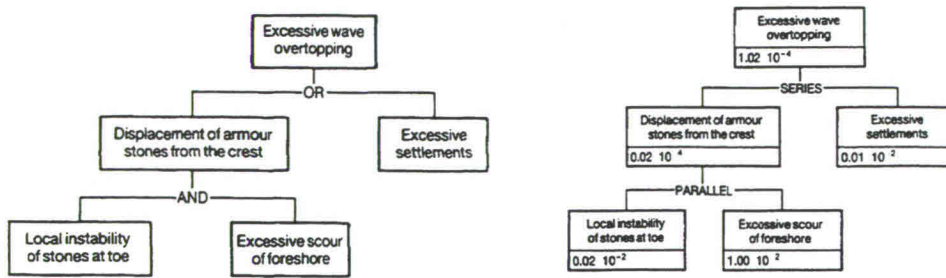 Excessive wave
overtopping
OR
Displacement of armour
stones from the crest
Excessive
settlements
AND
Local instability
of stones at toe
Excessive scour
of foreshore
Excessive wave
overtopping
1.02 10⁻⁴
SERIES
Displacement of armour
stones from the crest
0.02 10 ⁴
Excessive
settlements
0.01 10 ²
PARALLEL
Local instability
of stones at toe
0.02 10⁻²
Excessive scour
of foreshore
1.00 10 ²